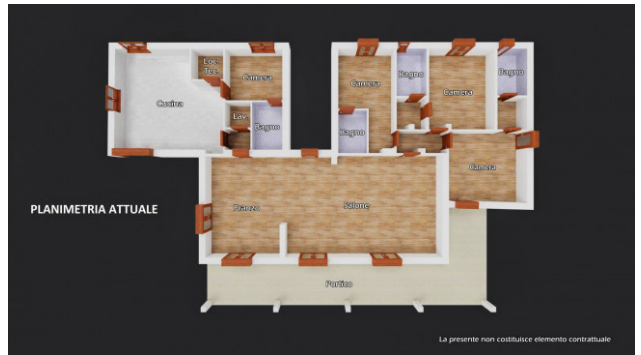 Loc.
Tec.
Camera
Cucina
Lav.
Bagno
Camera
Bagno
Camera
Bagno
Bagno
Camera
PLANIMETRIA ATTUALE
Pranzo
Salone
Portico
La presente non costituisce elemento contrattuale